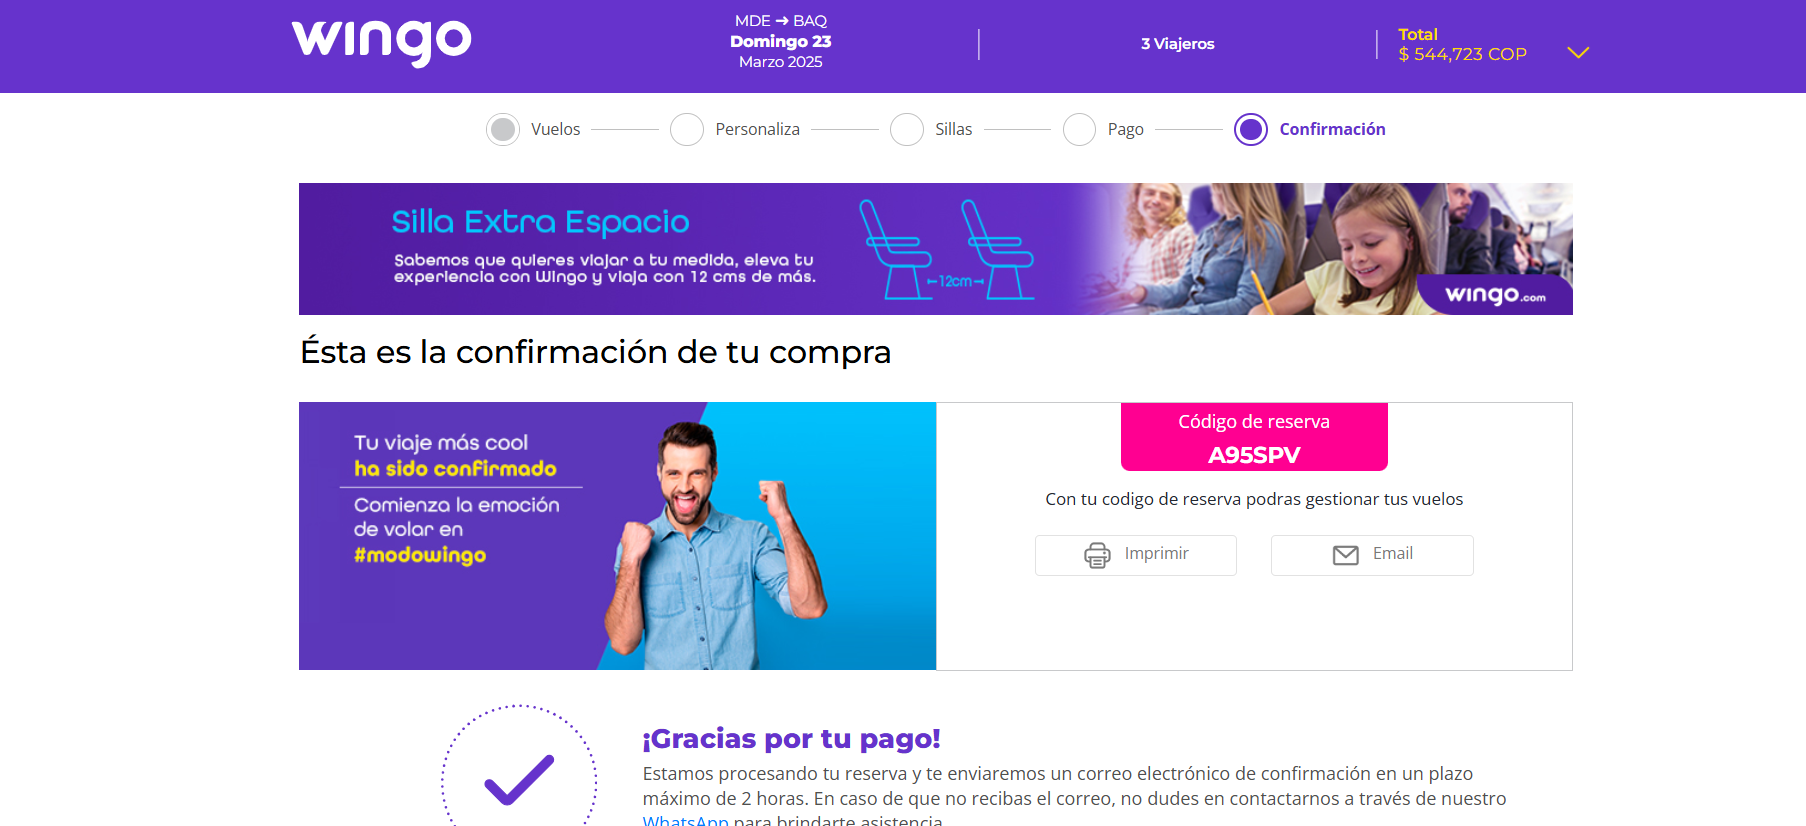 wingo
MDE ➔ BAQ
Domingo 23
Marzo 2025
3 Viajeros
Total
$ 544,723 COP
Vuelos
Personaliza
Sillas
Pago
Confirmación
Silla Extra Espacio
Sabemos que quieres viajar a tu medida, eleva tu
experiencia con Wingo y viaja con 12 cms de más.
12cm
wingo.com
Ésta es la confirmación de tu compra
Tu viaje más cool
ha sido confirmado
Comienza la emoción
de volar en
#modowingo
Código de reserva
A95SPV
Con tu codigo de reserva podras gestionar tus vuelos
Imprimir
Email
¡Gracias por tu pago!
Estamos procesando tu reserva y te enviaremos un correo electrónico de confirmación en un plazo
máximo de 2 horas. En caso de que no recibas el correo, no dudes en contactarnos a través de nuestro
WhatsApp para brindarte asistencia.